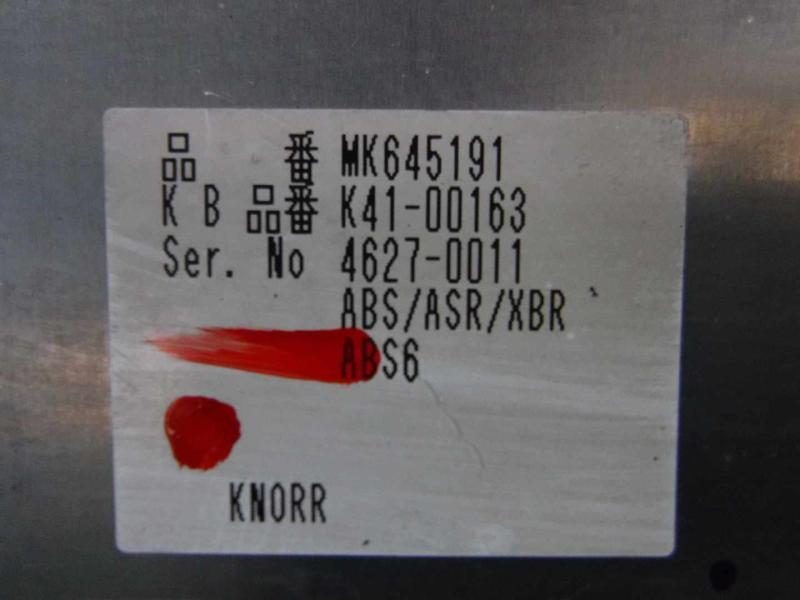 品 番 MK645191
K B 品番 K41-00163
Ser. No 4627-0011
ABS/ASR/XBR
ABS6
KNORR